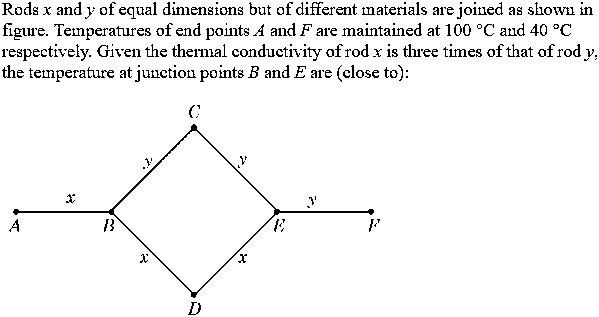 Rods x and y of equal dimensions but of different materials are joined as shown in
figure. Temperatures of end points A and F are maintained at 100 °C and 40 °C
respectively. Given the thermal conductivity of rod x is three times of that of rod y,
the temperature at junction points B and E are (close to):
C
y y
x y
A B E F
x x
D